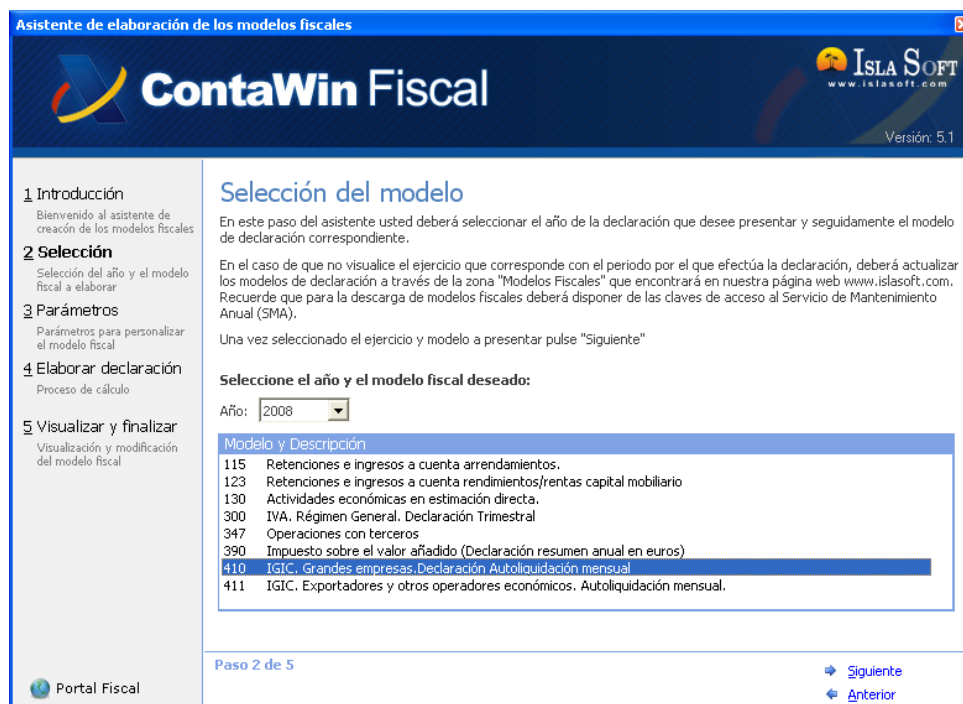 Asistente de elaboración de los modelos fiscales
ContaWin Fiscal
ISLA SOFT
www.islasoft.com
Versión: 5.1
1 Introducción
Bienvenido al asistente de
creacón de los modelos fiscales
2 Selección
Selección del año y el modelo
fiscal a elaborar
3 Parámetros
Parámetros para personalizar
el modelo fiscal
4 Elaborar declaración
Proceso de cálculo
5 Visualizar y finalizar
Visualización y modificación
del modelo fiscal
Portal Fiscal
Selección del modelo
En este paso del asistente usted deberá seleccionar el año de la declaración que desee presentar y seguidamente el modelo
de declaración correspondiente.
En el caso de que no visualice el ejercicio que corresponde con el periodo por el que efectúa la declaración, deberá actualizar
los modelos de declaración a través de la zona "Modelos Fiscales" que encontrará en nuestra página web www.islasoft.com.
Recuerde que para la descarga de modelos fiscales deberá disponer de las claves de acceso al Servicio de Mantenimiento
Anual (SMA).
Una vez seleccionado el ejercicio y modelo a presentar pulse "Siguiente"
Seleccione el año y el modelo fiscal deseado:
Año: 2008
Modelo y Descripción
115 Retenciones e ingresos a cuenta arrendamientos.
123 Retenciones e ingresos a cuenta rendimientos/rentas capital mobiliario
130 Actividades económicas en estimación directa.
300 IVA. Régimen General. Declaración Trimestral
347 Operaciones con terceros
390 Impuesto sobre el valor añadido (Declaración resumen anual en euros)
410 IGIC. Grandes empresas.Declaración Autoliquidación mensual
411 IGIC. Exportadores y otros operadores económicos. Autoliquidación mensual.
Paso 2 de 5
Siguiente
Anterior